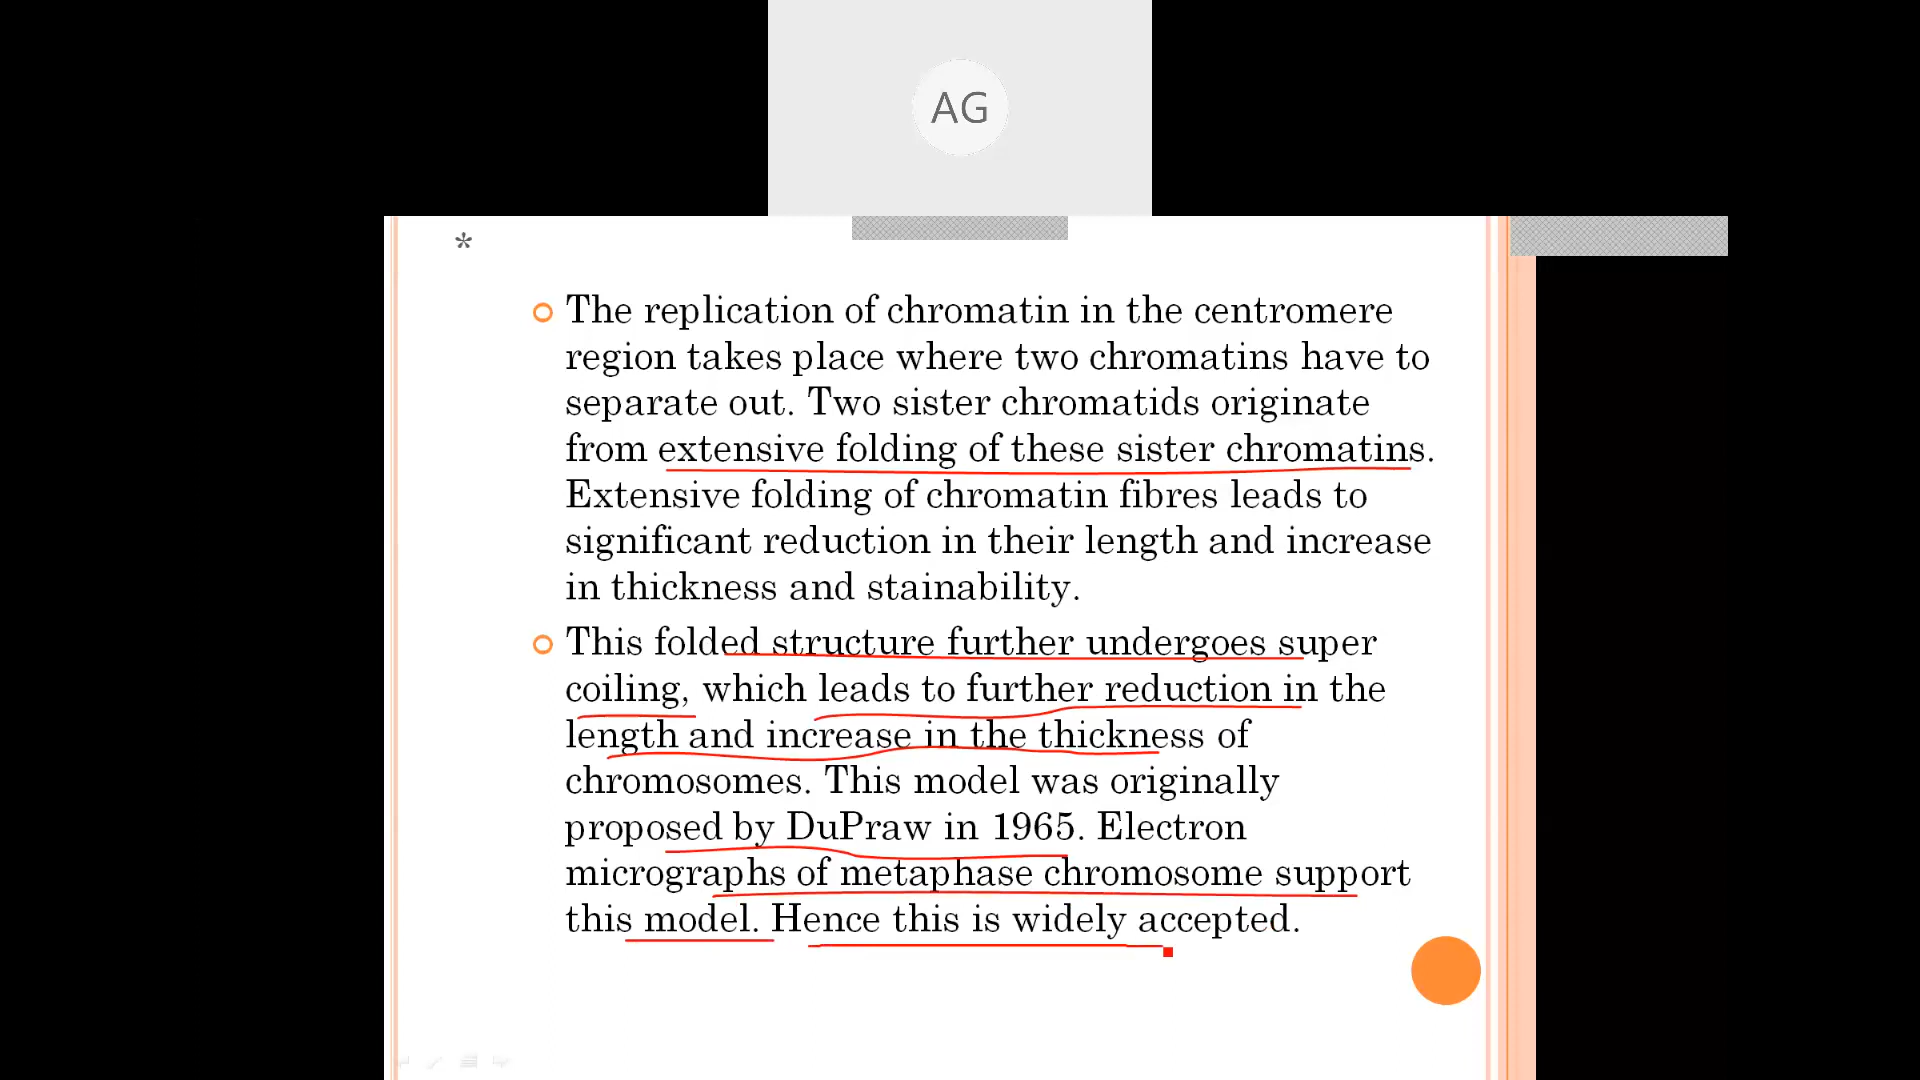 AG
*
The replication of chromatin in the centromere
region takes place where two chromatins have to
separate out. Two sister chromatids originate
from extensive folding of these sister chromatins.
Extensive folding of chromatin fibres leads to
significant reduction in their length and increase
in thickness and stainability.
This folded structure further undergoes super
coiling, which leads to further reduction in the
length and increase in the thickness of
chromosomes. This model was originally
proposed by DuPraw in 1965. Electron
micrographs of metaphase chromosome support
this model. Hence this is widely accepted.